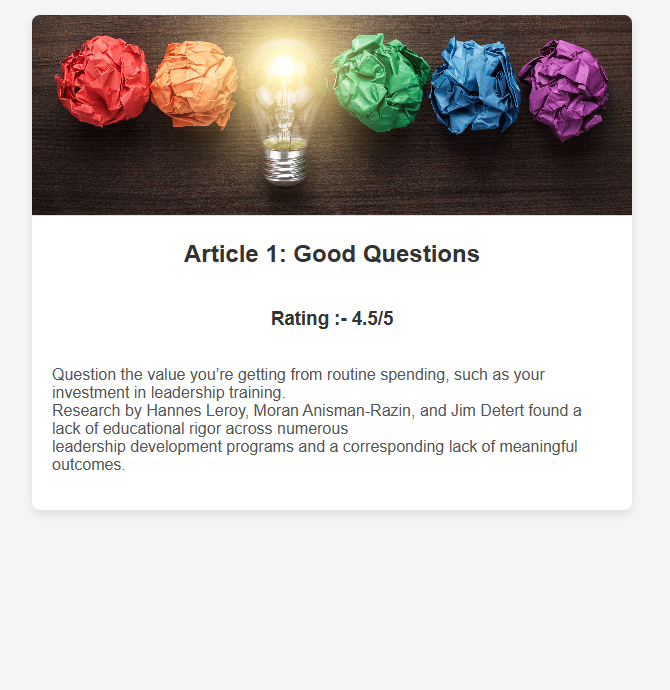 Article 1: Good Questions
Rating :- 4.5/5
Question the value you’re getting from routine spending, such as your
investment in leadership training.
Research by Hannes Leroy, Moran Anisman-Razin, and Jim Detert found a
lack of educational rigor across numerous
leadership development programs and a corresponding lack of meaningful
outcomes.